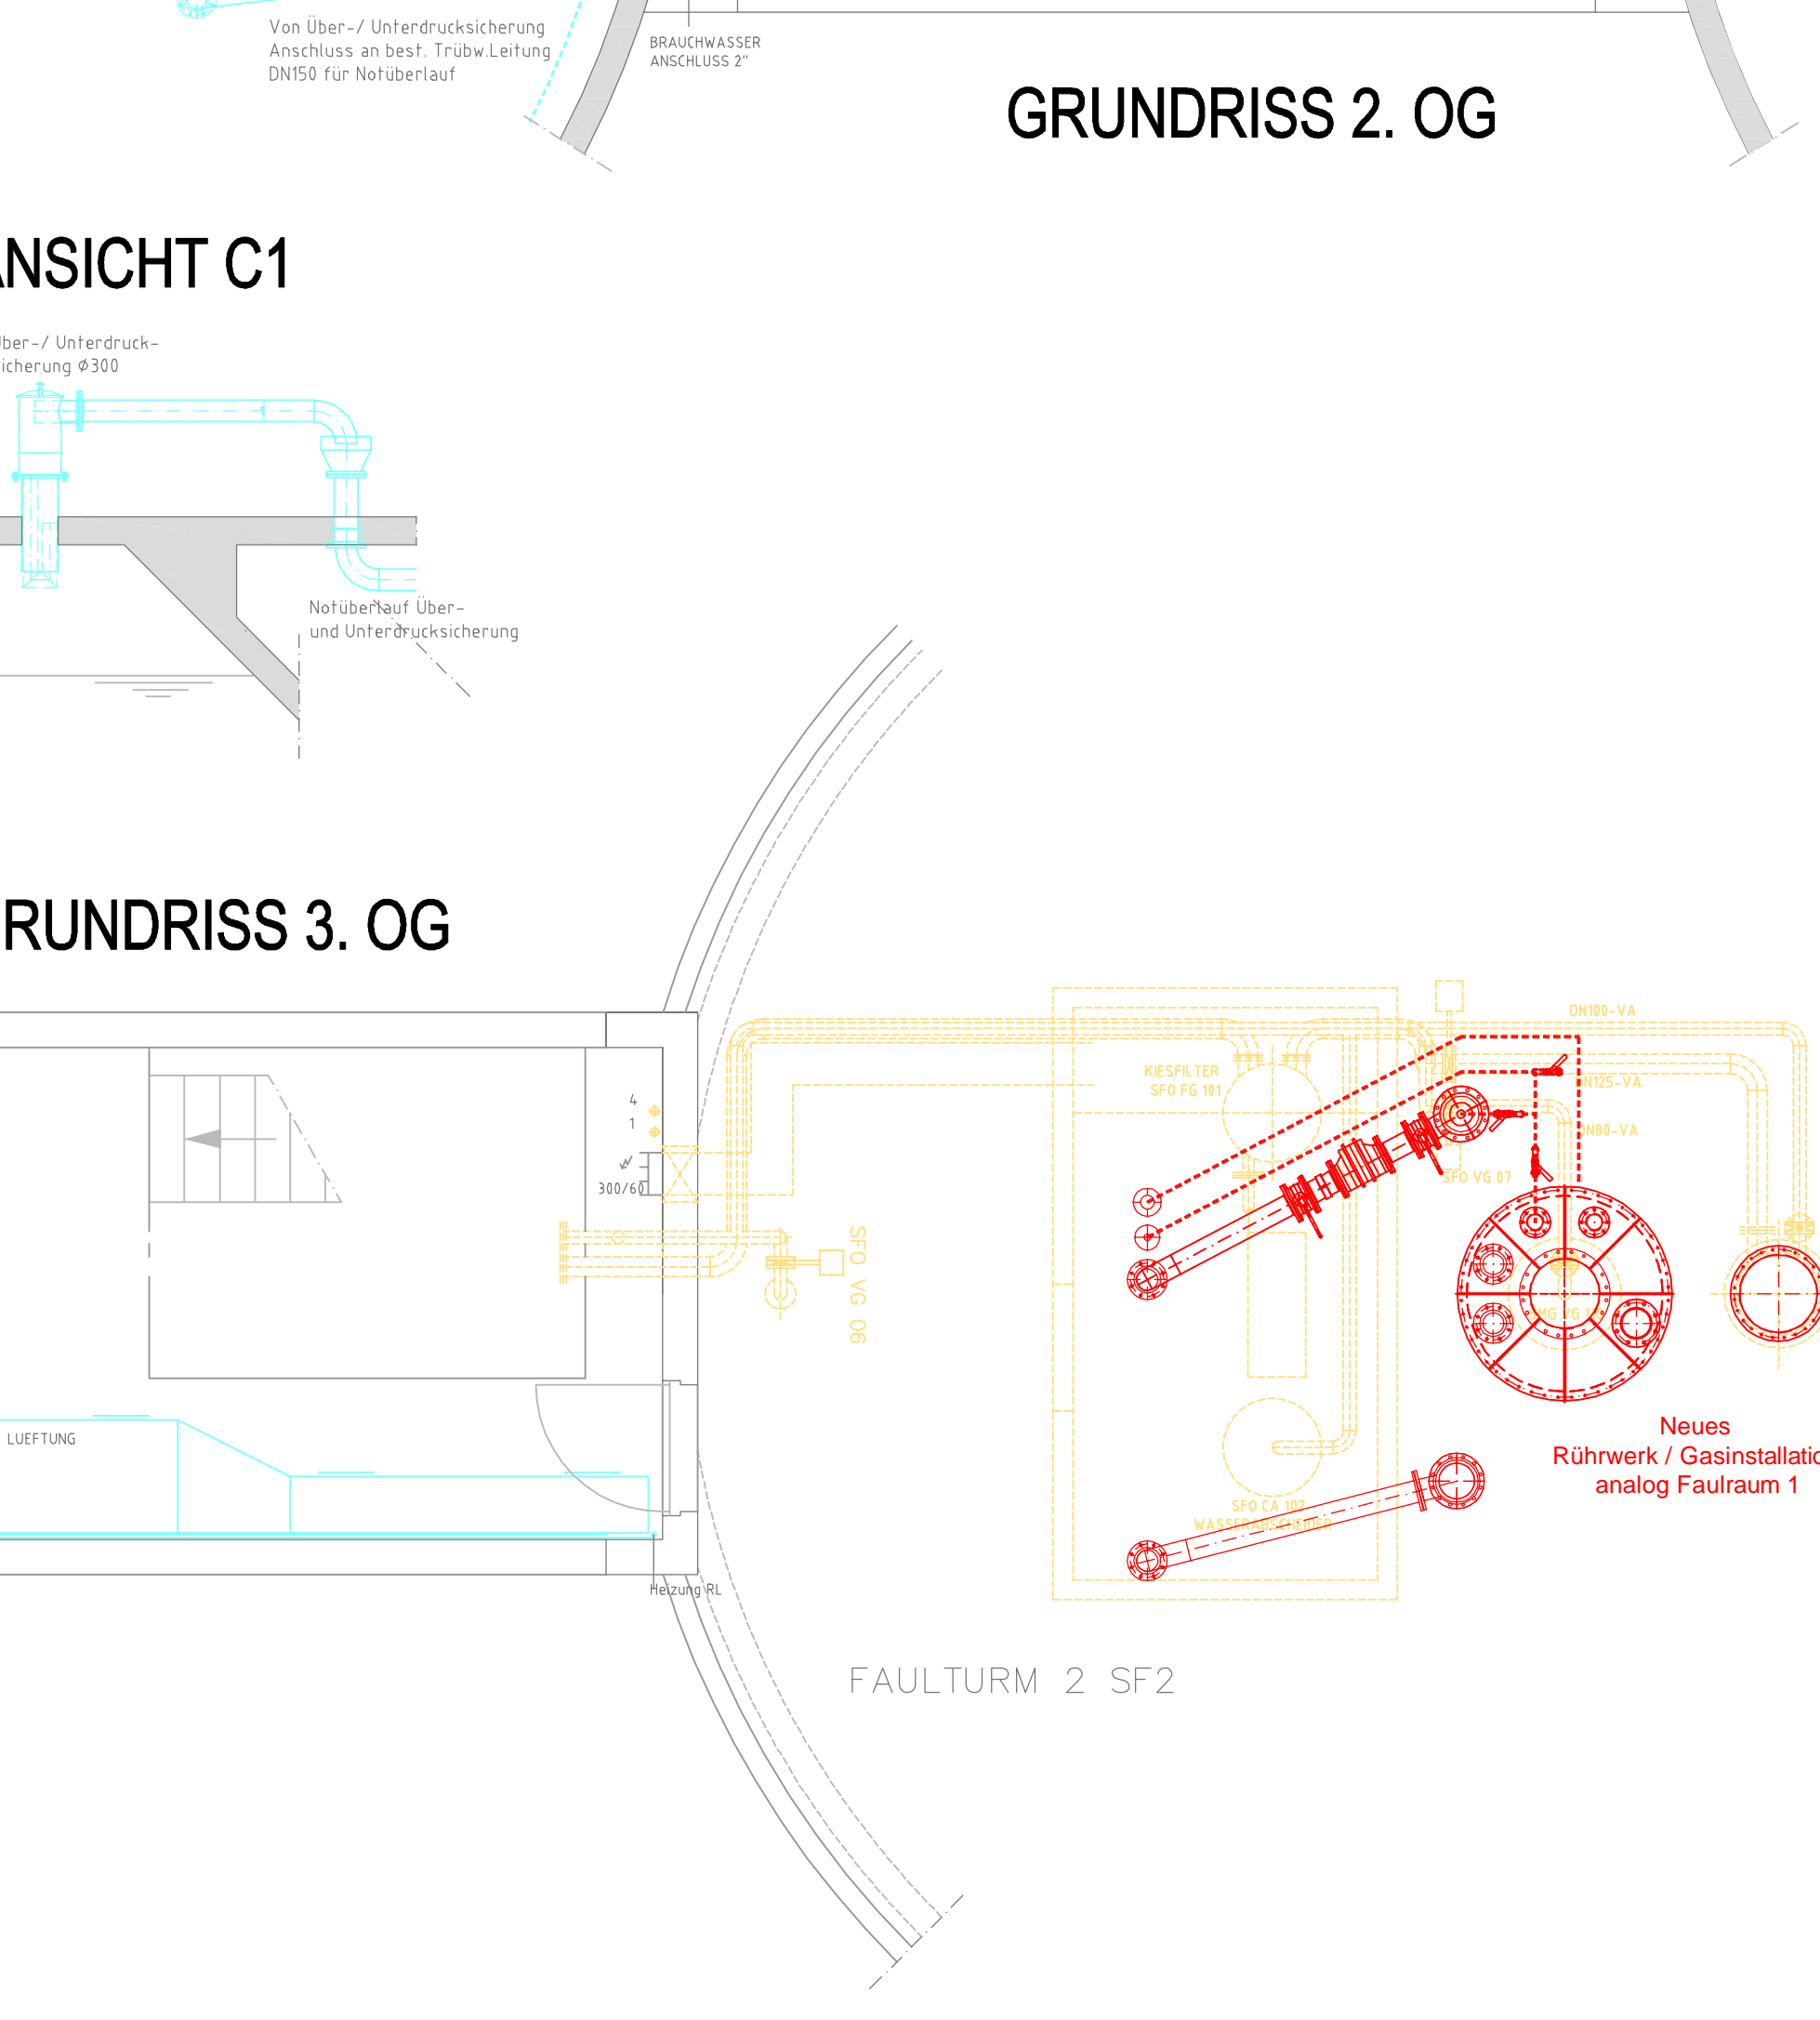 Von Über-/ Unterdrucksicherung
Anschluss an best. Trübw.Leitung
DN150 für Notüberlauf
BRAUCHWASSER
ANSCHLUSS 2"
GRUNDRISS 2. OG
ANSICHT C1
Über-/ Unterdruck-
sicherung Ø300
Notüberlauf Über-
und Unterdrucksicherung
RUNDRISS 3. OG
DN100-VA
KIESFILTER
SFO FG 101
DN125-VA
DN80-VA
4
1
300/60
SFO VG 07
SFO VG 06
LUEFTUNG
Neues
Rührwerk / Gasinstallatio
analog Faulraum 1
SFO CA 102
WASSERABSCHEIDER
Heizung RL
FAULTURM 2 SF2